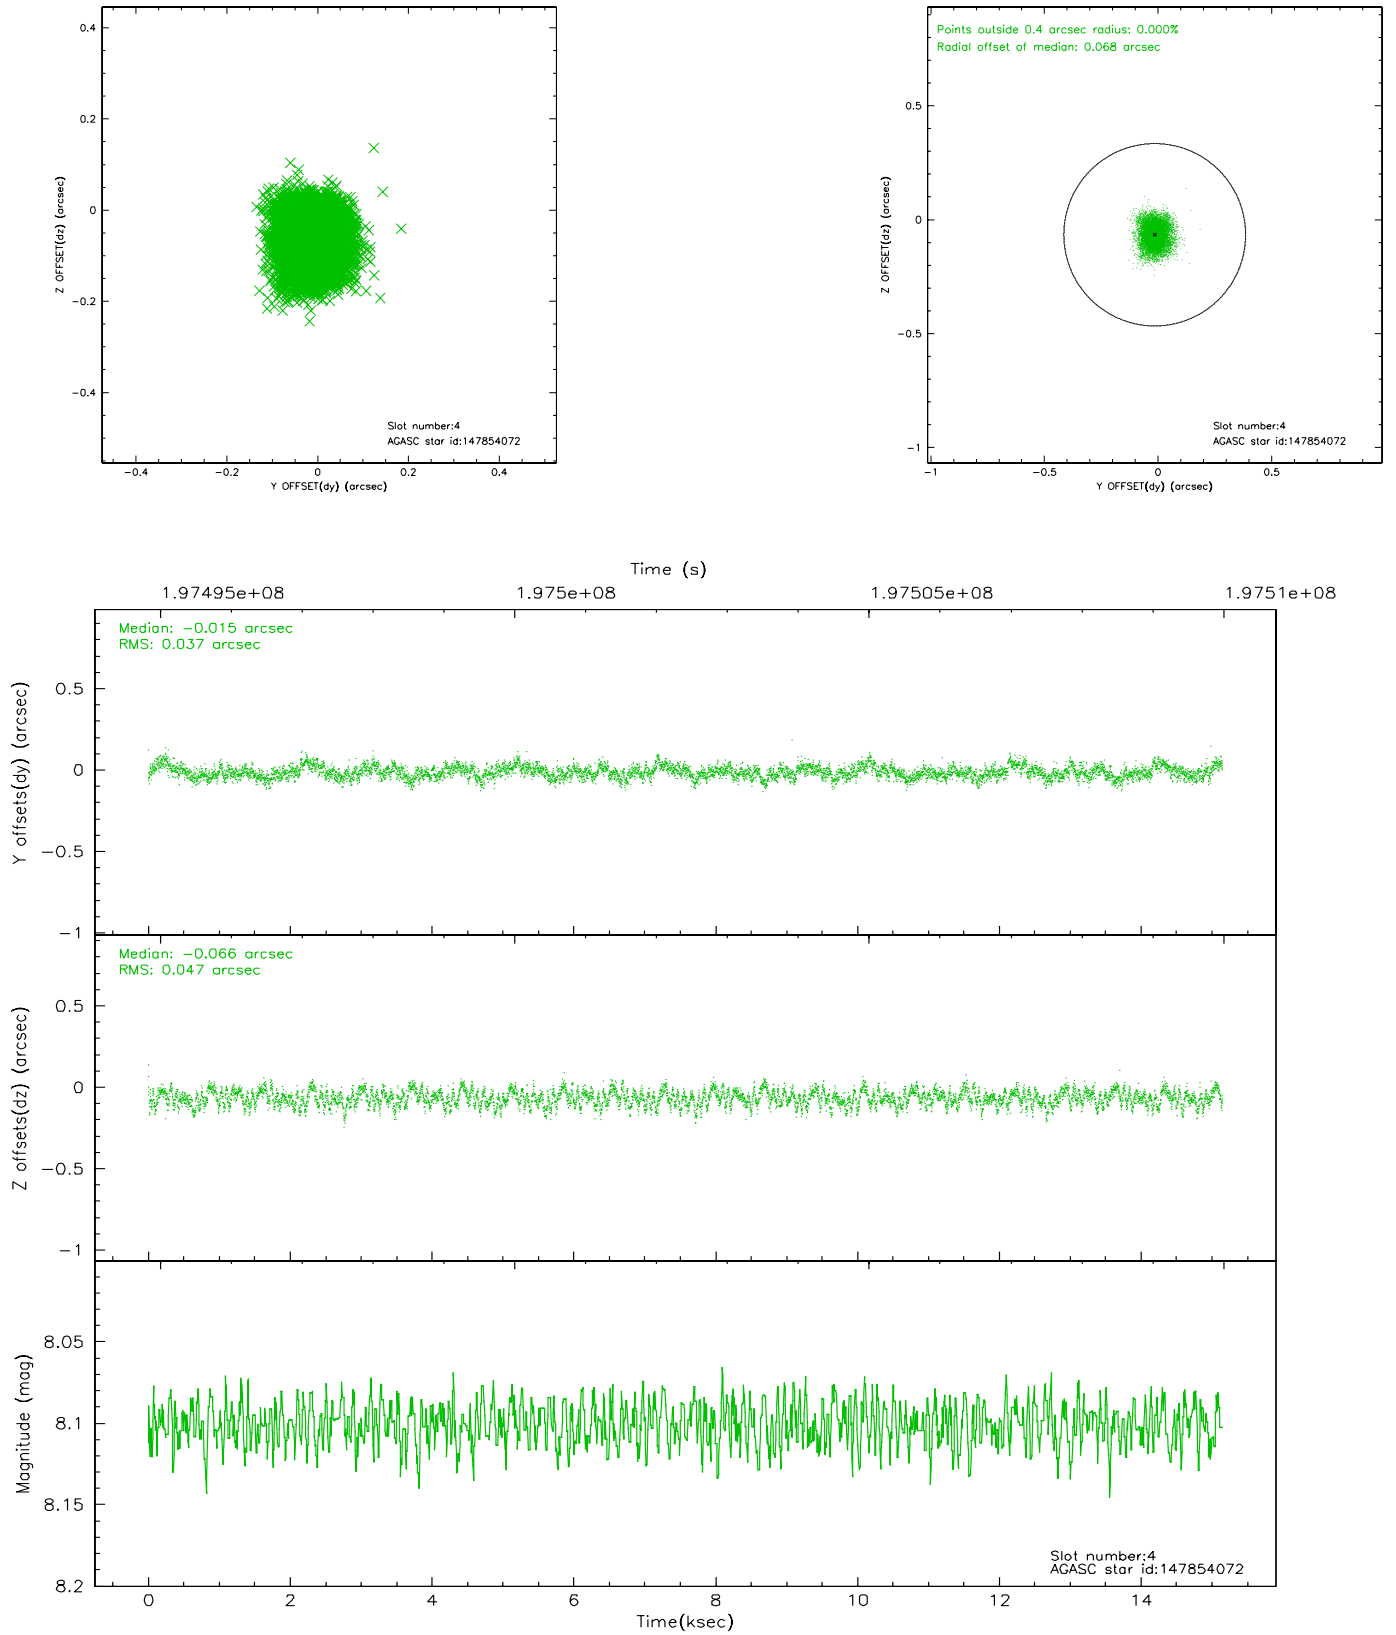 0.4
0.2
0
−0.2
−0.4
Z OFFSET(dz) (arcsec)
−0.4
−0.2
0
0.2
0.4
Y OFFSET(dy) (arcsec)
Slot number:4
AGASC star id:147854072
Points outside 0.4 arcsec radius: 0.000%
Radial offset of median: 0.068 arcsec
0.5
0
−0.5
−1
Z OFFSET(dz) (arcsec)
−1
−0.5
0
0.5
Y OFFSET(dy) (arcsec)
Slot number:4
AGASC star id:147854072
Time (s)
1.97495e+08
1.975e+08
1.97505e+08
1.9751e+08
Median: −0.015 arcsec
RMS: 0.037 arcsec
0.5
0
−0.5
−1
Y offsets(dy) (arcsec)
Median: −0.066 arcsec
RMS: 0.047 arcsec
0.5
0
−0.5
−1
Z offsets(dz) (arcsec)
8.05
8.1
8.15
8.2
Magnitude (mag)
Slot number:4
AGASC star id:147854072
0
2
4
6
8
10
12
14
Time(ksec)